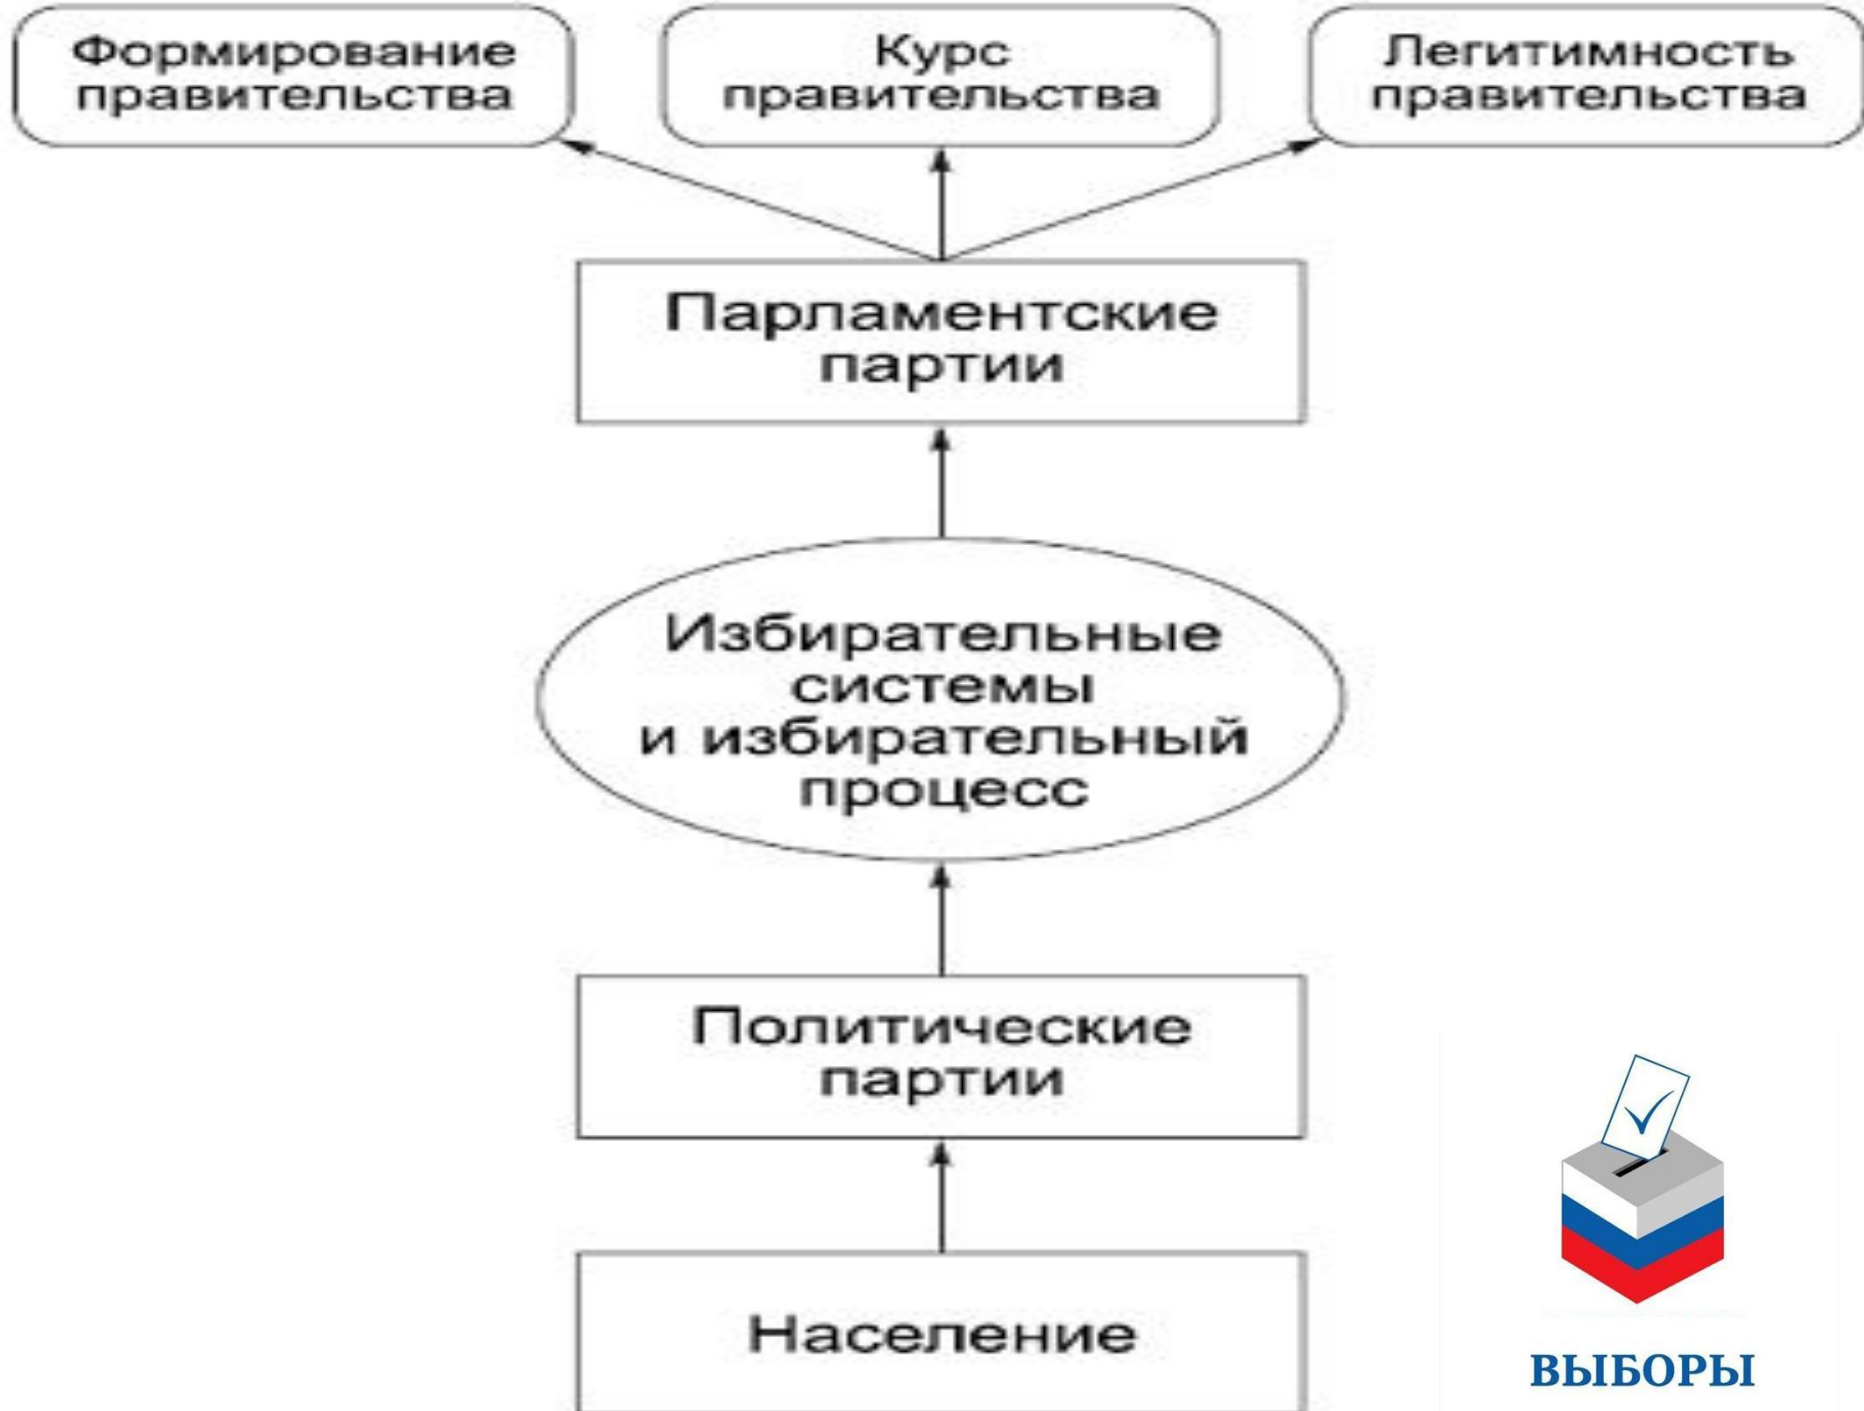 Формирование
правительства
Курс
правительства
Легитимность
правительства
Парламентские
партии
Избирательные
системы
и избирательный
процесс
Политические
партии
Население
ВЫБОРЫ